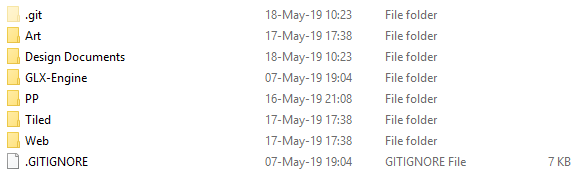 .git 18-May-19 10:23 File folder
Art 17-May-19 17:38 File folder
Design Documents 18-May-19 10:23 File folder
GLX-Engine 07-May-19 19:04 File folder
PP 16-May-19 21:08 File folder
Tiled 17-May-19 17:38 File folder
Web 17-May-19 17:38 File folder
.GITIGNORE 07-May-19 19:04 GITIGNORE File 7 KB